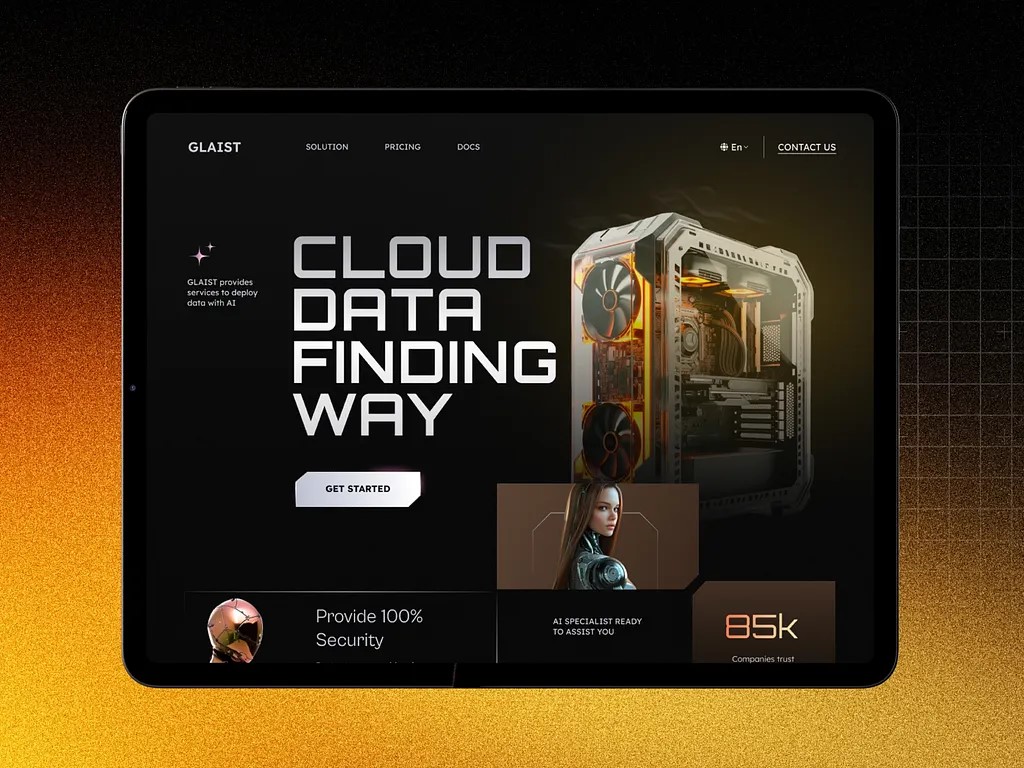 GLAIST
SOLUTION
PRICING
DOCS
En
CONTACT US
GLAIST provides
services to deploy
data with AI
CLOUD
DATA
FINDING
WAY
GET STARTED
Provide 100%
Security
AI SPECIALIST READY
TO ASSIST YOU
85k
Companies trust